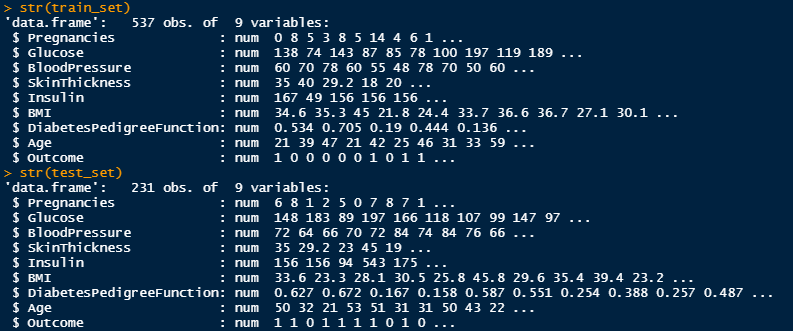 > str(train_set)
'data.frame':   537 obs. of  9 variables:
 $ Pregnancies             : num  0 8 5 3 8 5 14 4 6 1 ...
 $ Glucose                 : num  138 74 143 87 85 78 100 197 119 189 ...
 $ BloodPressure           : num  60 70 78 60 55 48 78 70 50 60 ...
 $ SkinThickness           : num  35 40 29.2 18 20 ...
 $ Insulin                 : num  167 49 156 156 156 ...
 $ BMI                     : num  34.6 35.3 45 21.8 24.4 33.7 36.6 36.7 27.1 30.1 ...
 $ DiabetesPedigreeFunction: num  0.534 0.705 0.19 0.444 0.136 ...
 $ Age                     : num  21 39 47 21 42 25 46 31 33 59 ...
 $ Outcome                 : num  1 0 0 0 0 0 1 0 1 1 ...
> str(test_set)
'data.frame':   231 obs. of  9 variables:
 $ Pregnancies             : num  6 8 1 2 5 0 7 8 7 1 ...
 $ Glucose                 : num  148 183 89 197 166 118 107 99 147 97 ...
 $ BloodPressure           : num  72 64 66 70 72 84 74 84 76 66 ...
 $ SkinThickness           : num  35 29.2 23 45 19 ...
 $ Insulin                 : num  156 156 94 543 175 ...
 $ BMI                     : num  33.6 23.3 28.1 30.5 25.8 45.8 29.6 35.4 39.4 23.2 ...
 $ DiabetesPedigreeFunction: num  0.627 0.672 0.167 0.158 0.587 0.551 0.254 0.388 0.257 0.487 ...
 $ Age                     : num  50 32 21 53 51 31 31 50 43 22 ...
 $ Outcome                 : num  1 1 0 1 1 1 1 0 1 0 ...